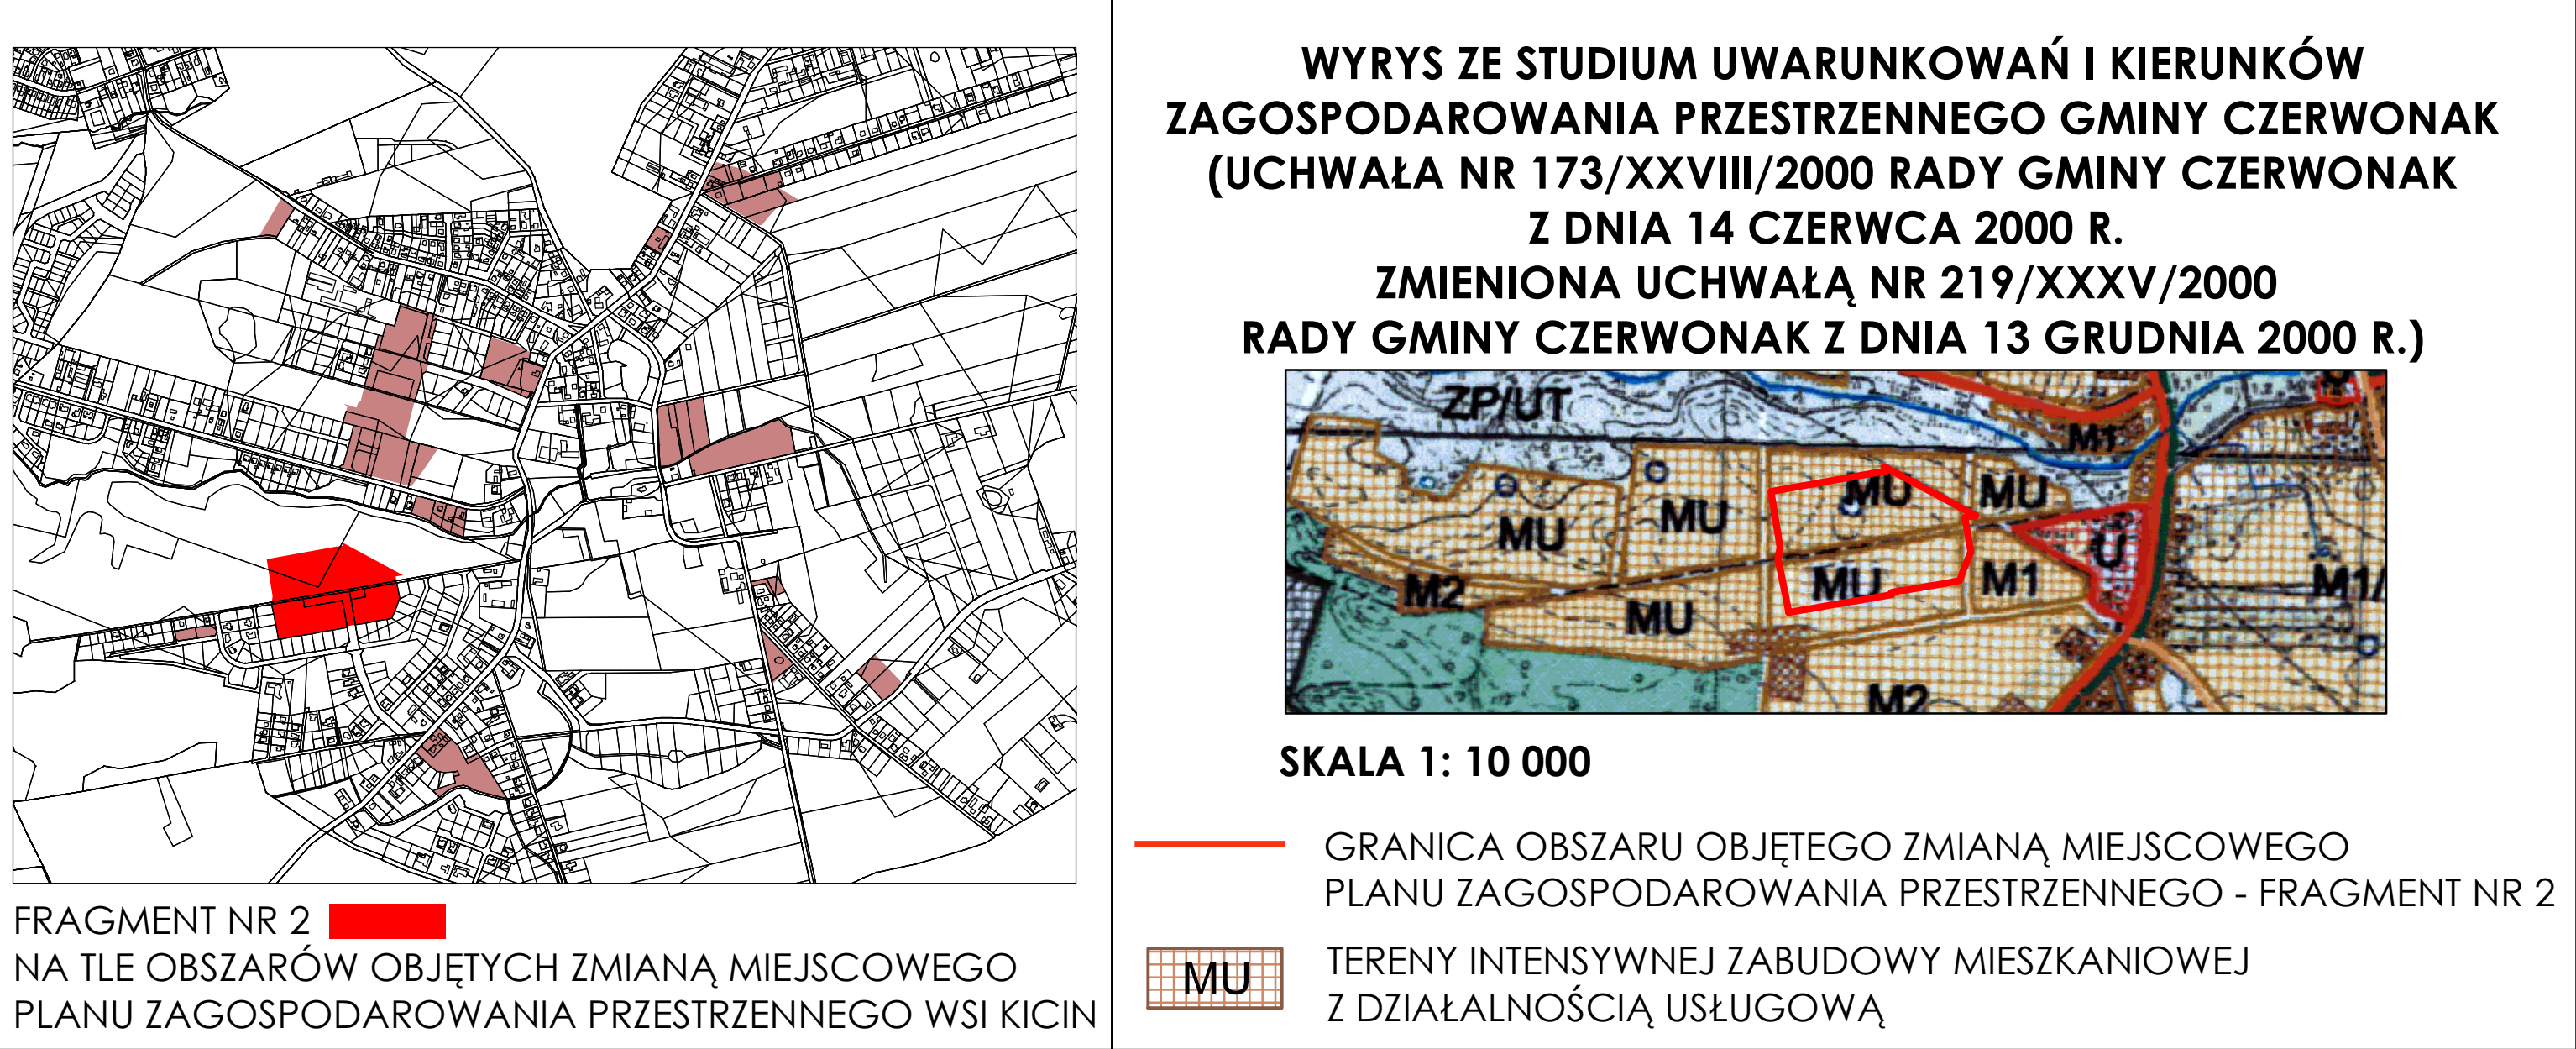 FRAGMENT NR 2
NA TLE OBSZARÓW OBJĘTYCH ZMIANĄ MIEJSCOWEGO
PLANU ZAGOSPODAROWANIA PRZESTRZENNEGO WSI KICIN
WYRYS ZE STUDIUM UWARUNKOWAŃ I KIERUNKÓW
ZAGOSPODAROWANIA PRZESTRZENNEGO GMINY CZERWONAK
(UCHWAŁA NR 173/XXVIII/2000 RADY GMINY CZERWONAK
Z DNIA 14 CZERWCA 2000 R.
ZMIENIONA UCHWAŁĄ NR 219/XXXV/2000
RADY GMINY CZERWONAK Z DNIA 13 GRUDNIA 2000 R.)
ZP/UT
M1
MU
MU
MU
MU
U
M2
MU
MU
M1
M1/
M2
SKALA 1: 10 000
GRANICA OBSZARU OBJĘTEGO ZMIANĄ MIEJSCOWEGO
PLANU ZAGOSPODAROWANIA PRZESTRZENNEGO - FRAGMENT NR 2
MU
TERENY INTENSYWNEJ ZABUDOWY MIESZKANIOWEJ
Z DZIAŁALNOŚCIĄ USŁUGOWĄ